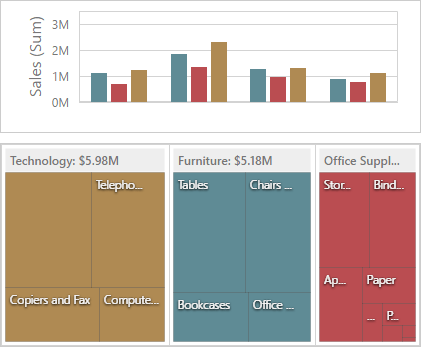 Sales (Sum)
3M
2M
1M
0M
Technology: $5.98M
Furniture: $5.18M
Office Suppl...
Telepho...
Copiers and Fax
Compute...
Tables
Chairs ...
Bookcases
Office ...
Stor...
Bind...
Ap...
Paper
...
P...